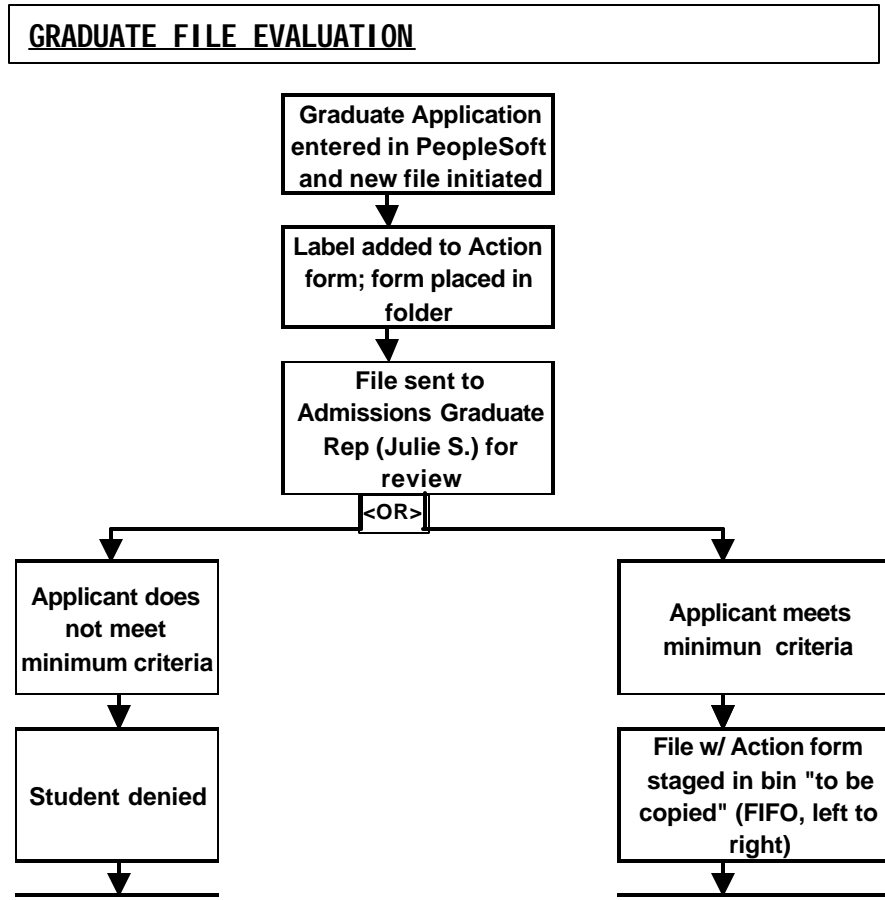 GRADUATE FILE EVALUATION
Graduate Application
entered in PeopleSoft
and new file initiated
Label added to Action
form; form placed in
folder
File sent to
Admissions Graduate
Rep (Julie S.) for
review
<OR>
Applicant does
not meet
minimum criteria
Applicant meets
minimun criteria
Student denied
File w/ Action form
staged in bin "to be
copied" (FIFO, left to
right)